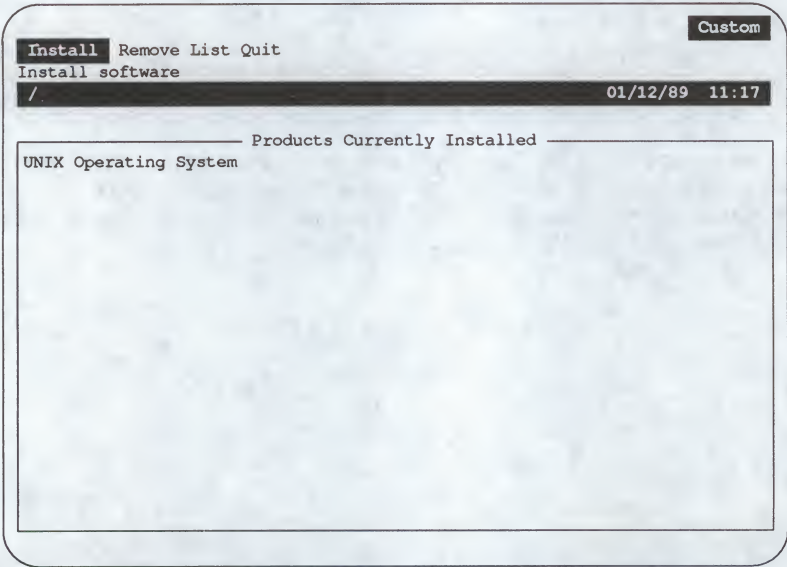 Custom
Install Remove List Quit
Install software
/ 01/12/89 11:17
Products Currently Installed
UNIX Operating System